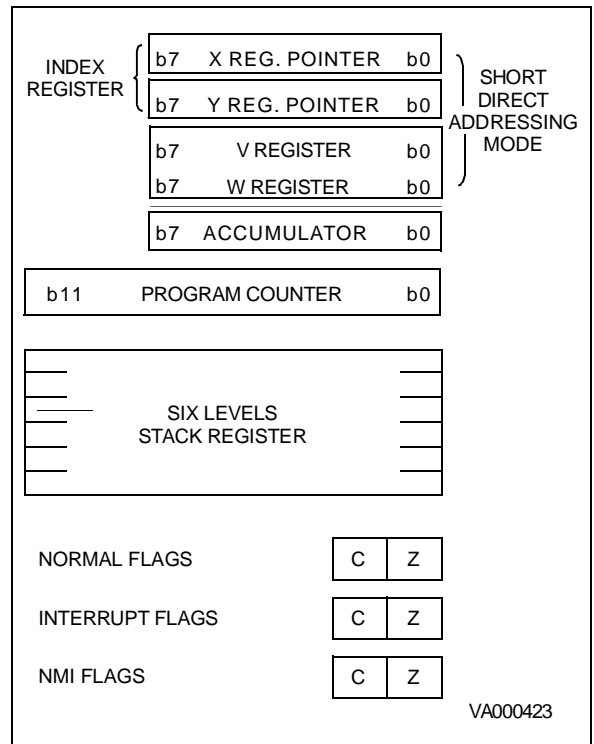 INDEX
REGISTER
b7 X REG. POINTER b0
b7 Y REG. POINTER b0
SHORT
DIRECT
ADDRESSING
MODE
b7 V REGISTER b0
b7 W REGISTER b0
b7 ACCUMULATOR b0
b11 PROGRAM COUNTER b0
SIX LEVELS
STACK REGISTER
NORMAL FLAGS C Z
INTERRUPT FLAGS C Z
NMI FLAGS C Z
VA000423